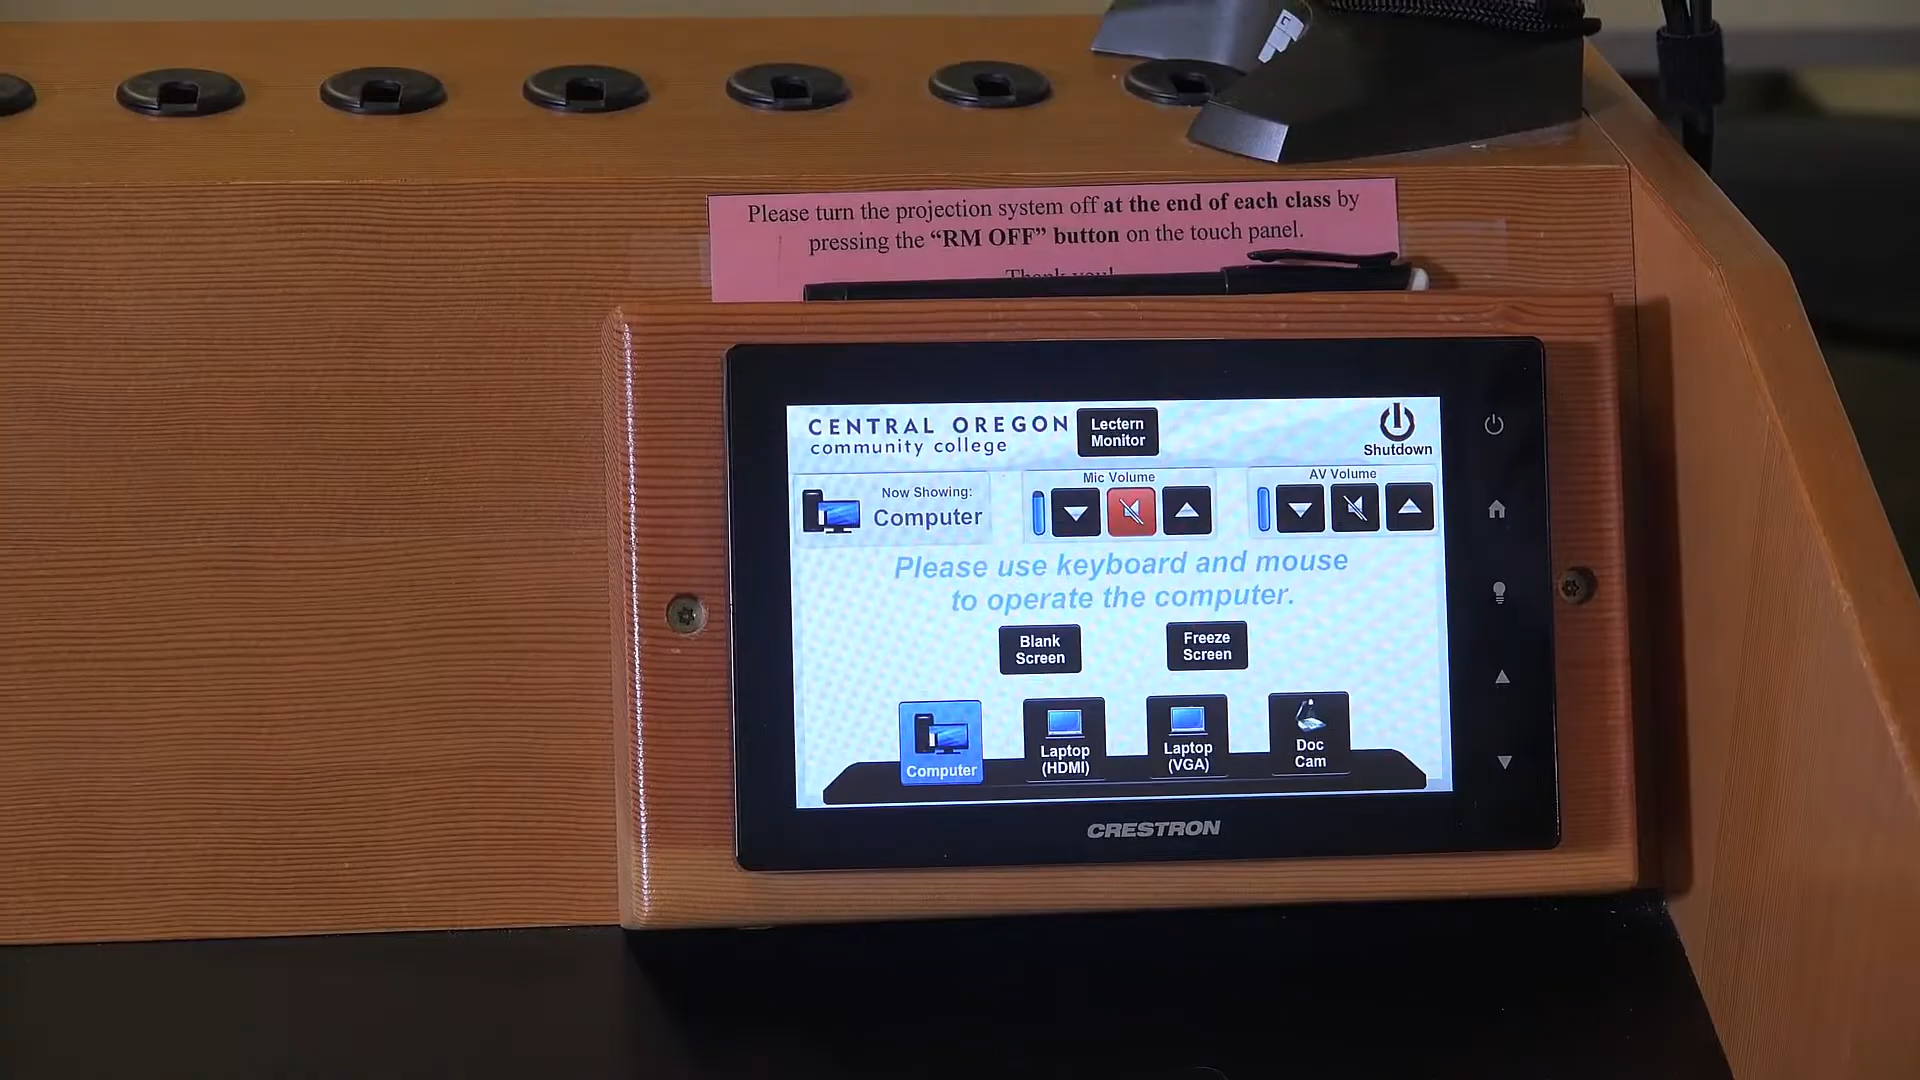 Please turn the projection system off at the end of each class by
pressing the “RM OFF” button on the touch panel.
Thank you!
CENTRAL OREGON
community college
Lectern
Monitor
Shutdown
Now Showing:
Computer
Mic Volume
AV Volume
Please use keyboard and mouse
to operate the computer.
Blank
Screen
Freeze
Screen
Computer
Laptop
(HDMI)
Laptop
(VGA)
Doc
Cam
CRESTRON